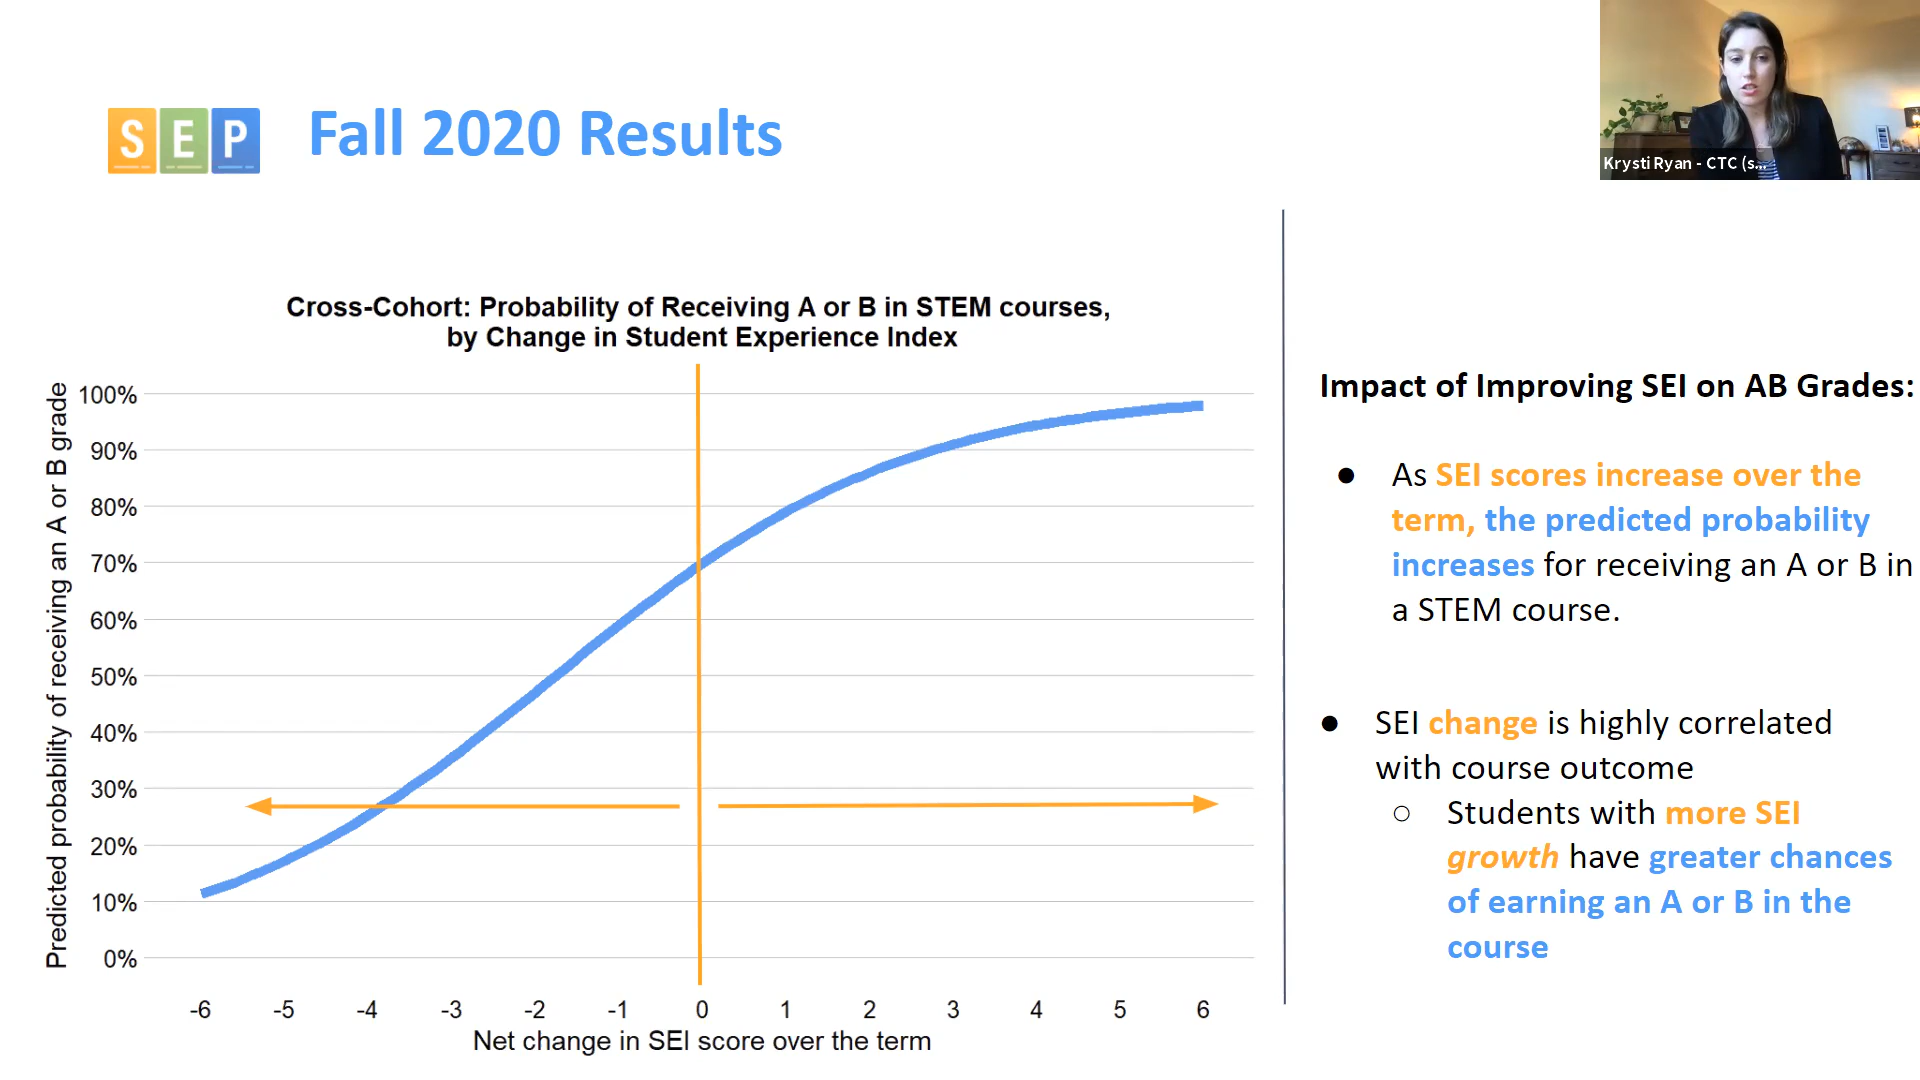 SEP
Fall 2020 Results
Krysti Ryan - CTC (s...
Cross-Cohort: Probability of Receiving A or B in STEM courses,
by Change in Student Experience Index
Predicted probability of receiving an A or B grade
100%
90%
80%
70%
60%
50%
40%
30%
20%
10%
0%
-6 -5 -4 -3 -2 -1 0 1 2 3 4 5 6
Net change in SEI score over the term
Impact of Improving SEI on AB Grades:
● As SEI scores increase over the
term, the predicted probability
increases for receiving an A or B in
a STEM course.
● SEI change is highly correlated
with course outcome
○ Students with more SEI
growth have greater chances
of earning an A or B in the
course